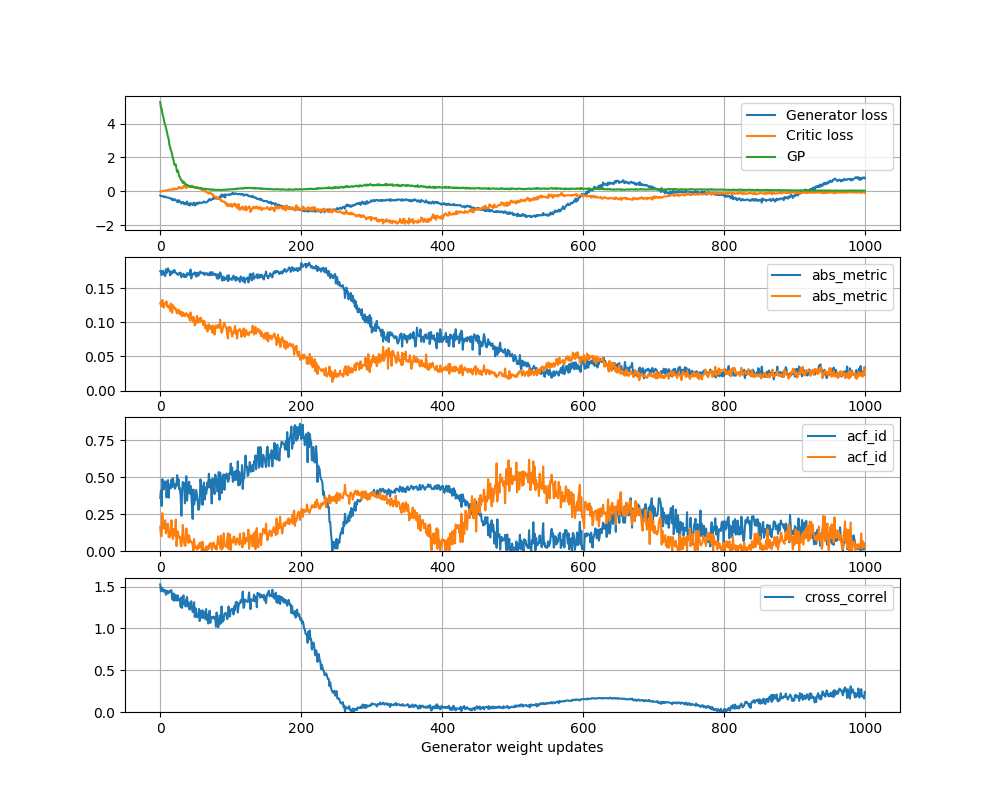 4
2
0
−2
Generator loss
Critic loss
GP
0 200 400 600 800 1000
0.15
0.10
0.05
0.00
abs_metric
abs_metric
0 200 400 600 800 1000
0.75
0.50
0.25
0.00
acf_id
acf_id
0 200 400 600 800 1000
1.5
1.0
0.5
0.0
cross_correl
0 200 400 600 800 1000
Generator weight updates